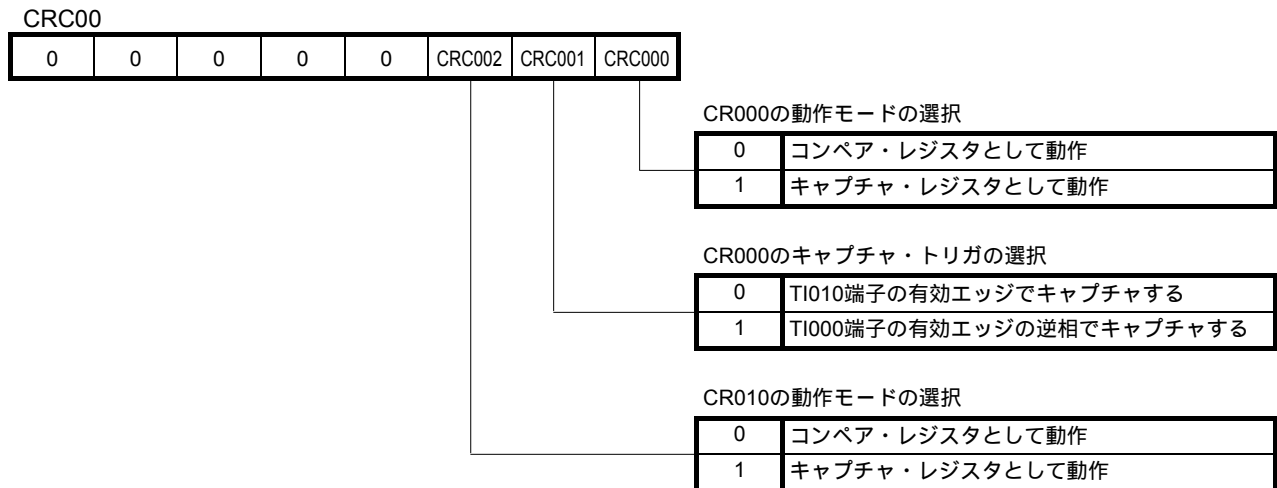 CRC00
0 0 0 0 0 CRC002 CRC001 CRC000
CR000の動作モードの選択
0 コンペア・レジスタとして動作
1 キャプチャ・レジスタとして動作
CR000のキャプチャ・トリガの選択
0 TI010端子の有効エッジでキャプチャする
1 TI000端子の有効エッジの逆相でキャプチャする
CR010の動作モードの選択
0 コンペア・レジスタとして動作
1 キャプチャ・レジスタとして動作